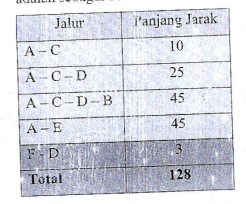 Jalur Panjang Jarak
A – C 10
A – C – D 25
A – C – D – B 45
A – E 45
F – D 3
Total 128